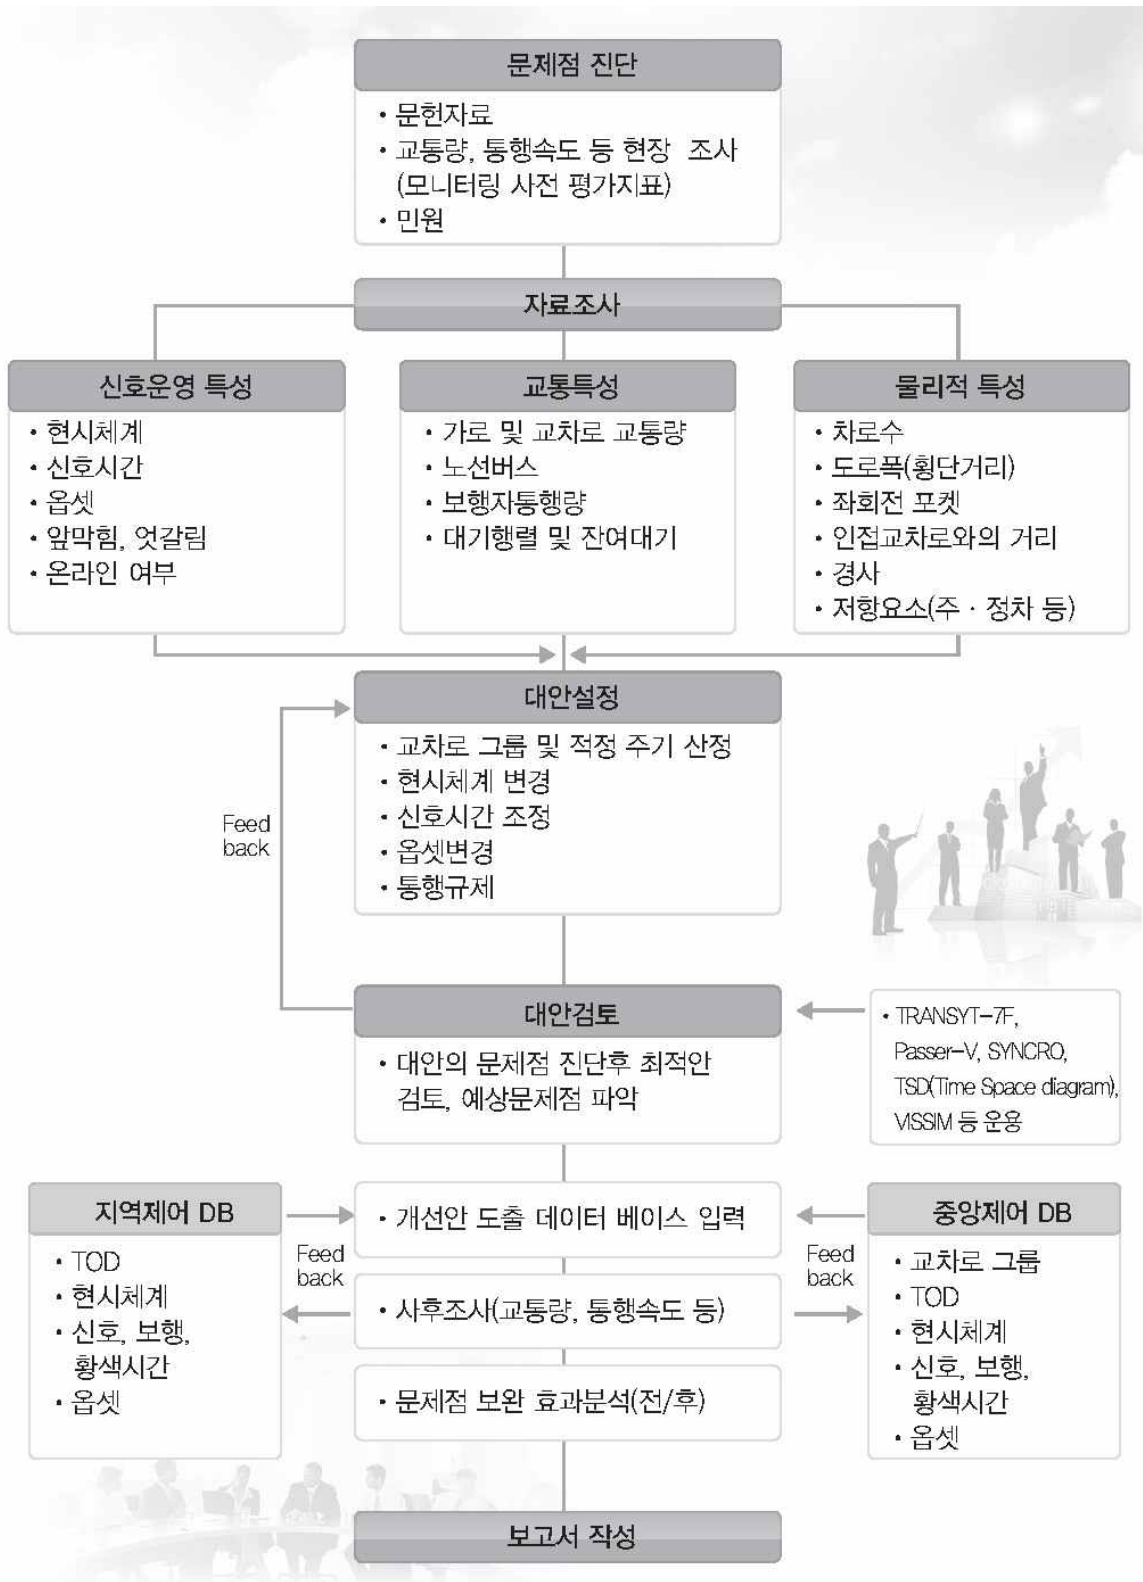 문제점 진단
• 문헌자료
• 교통량, 통행속도 등 현장 조사
(모니터링 사전 평가지표)
• 민원
자료조사
신호운영 특성
• 현시체계
• 신호시간
• 옵셋
• 앞막힘, 엇갈림
• 온라인 여부
교통특성
• 가로 및 교차로 교통량
• 노선버스
• 보행자통행량
• 대기행렬 및 잔여대기
물리적 특성
• 차로수
• 도로폭(횡단거리)
• 좌회전 포켓
• 인접교차로와의 거리
• 경사
• 저항요소(주 · 정차 등)
대안설정
• 교차로 그룹 및 적정 주기 산정
• 현시체계 변경
• 신호시간 조정
• 옵셋변경
• 통행규제
Feed
back
대안검토
• 대안의 문제점 진단후 최적안
검토, 예상문제점 파악
• TRANSYT-7F,
Passer-V, SYNCRO,
TSD(Time Space diagram),
VISSIM 등 운용
지역제어 DB
• TOD
• 현시체계
• 신호, 보행,
황색시간
• 옵셋
Feed
back
• 개선안 도출 데이터 베이스 입력
• 사후조사(교통량, 통행속도 등)
• 문제점 보완 효과분석(전/후)
Feed
back
중앙제어 DB
• 교차로 그룹
• TOD
• 현시체계
• 신호, 보행,
황색시간
• 옵셋
보고서 작성